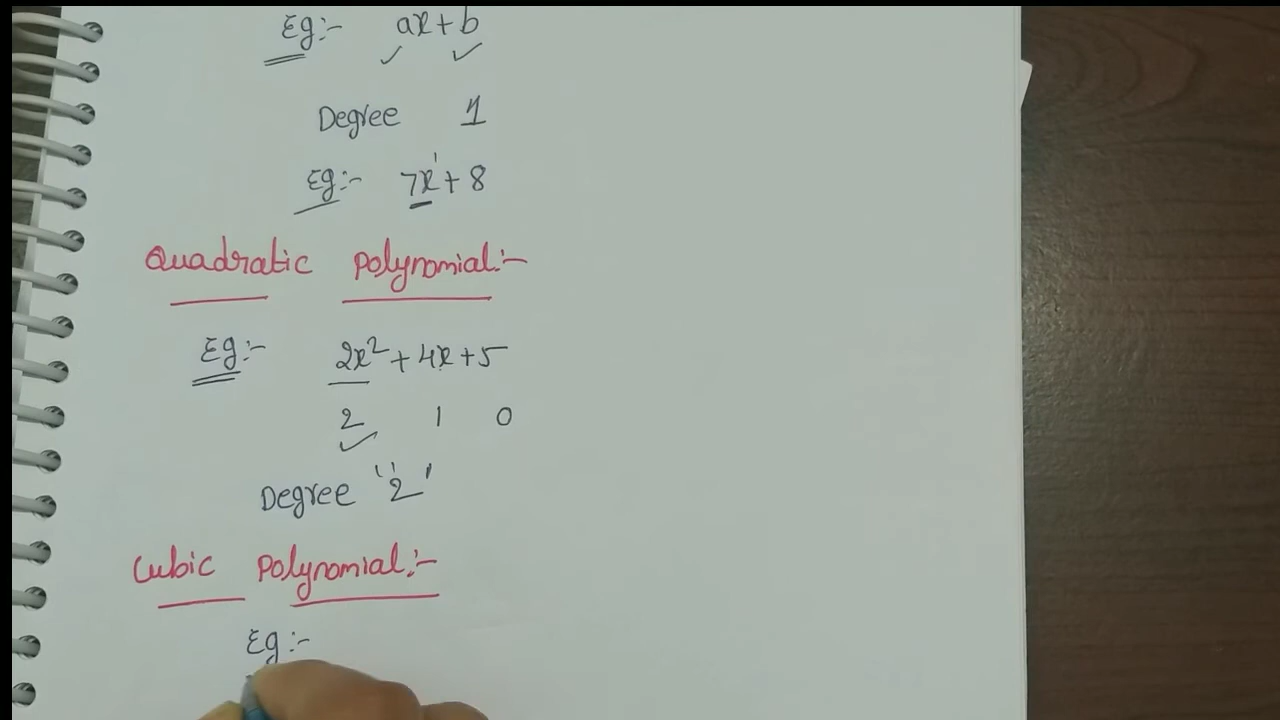 Eg:- ax+b
Degree 1
Eg:- 7x¹+8
Quadratic Polynomial:-
Eg:- 2x²+4x+5
2 1 0
Degree "2"
Cubic Polynomial:-
Eg:-